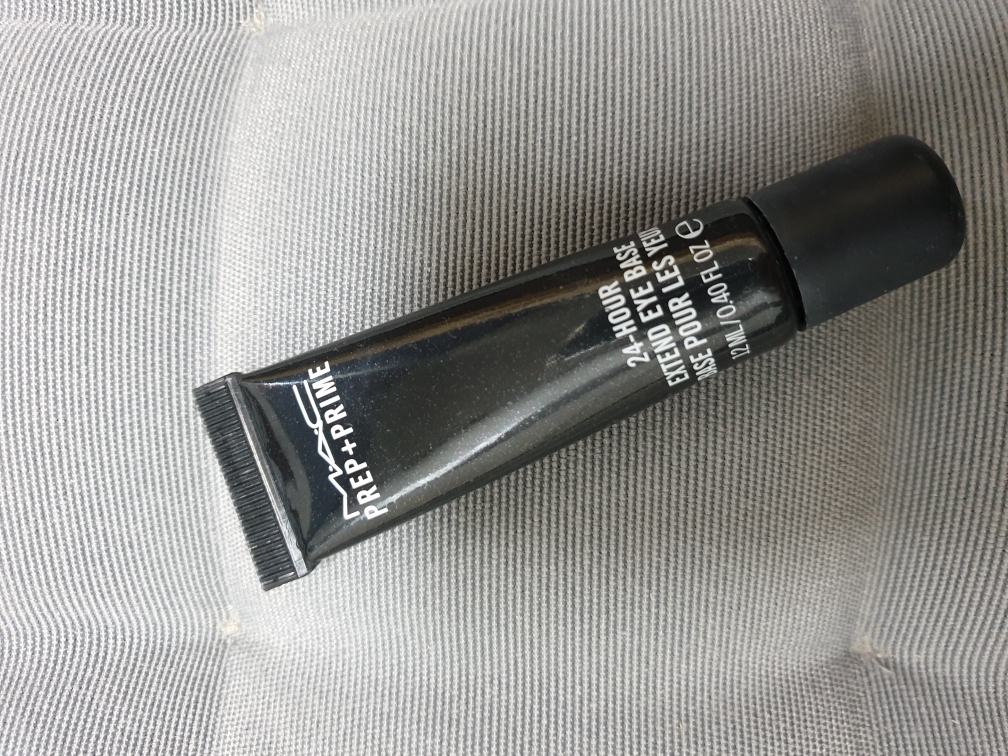 MAC
PREP+PRIME
24-HOUR
EXTEND EYE BASE
BASE POUR LES YEUX
12 ML / 0.40 FL OZ ℮